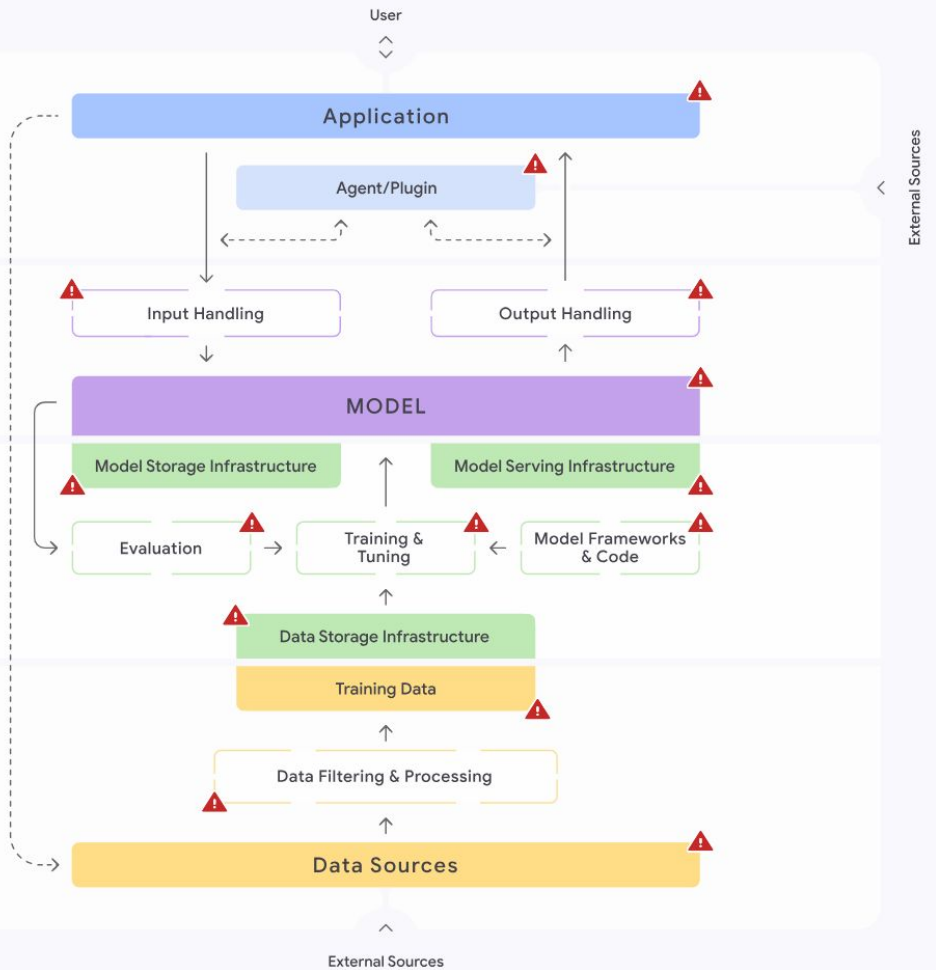 User
Application
Agent/Plugin
External Sources
Input Handling
Output Handling
MODEL
Model Storage Infrastructure
Model Serving Infrastructure
Evaluation
Training &
Tuning
Model Frameworks
& Code
Data Storage Infrastructure
Training Data
Data Filtering & Processing
Data Sources
External Sources